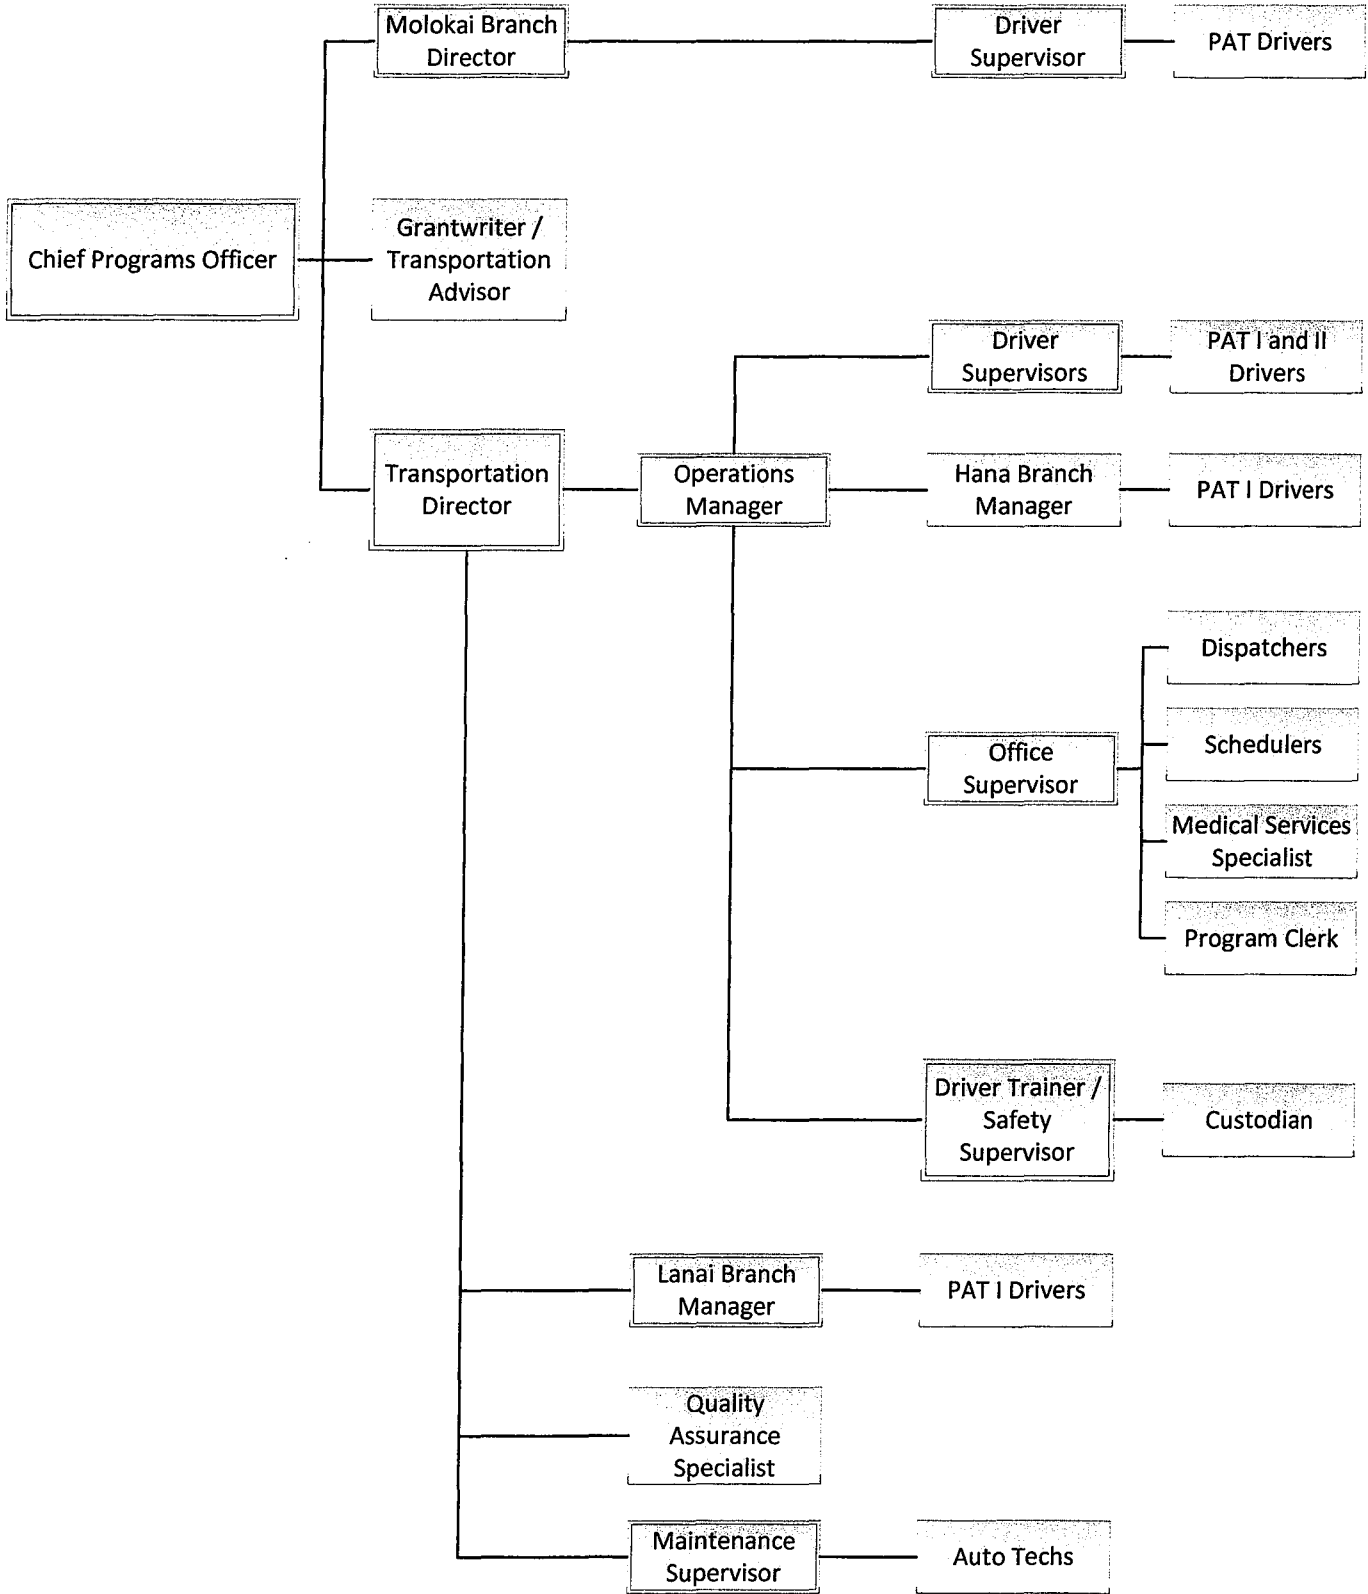 Molokai Branch
Director
Driver
Supervisor
PAT Drivers
Chief Programs Officer
Grantwriter /
Transportation
Advisor
Driver
Supervisors
PAT I and II
Drivers
Transportation
Director
Operations
Manager
Hana Branch
Manager
PAT I Drivers
Dispatchers
Office
Supervisor
Schedulers
Medical Services
Specialist
Program Clerk
Driver Trainer /
Safety
Supervisor
Custodian
Lanai Branch
Manager
PAT I Drivers
Quality
Assurance
Specialist
Maintenance
Supervisor
Auto Techs